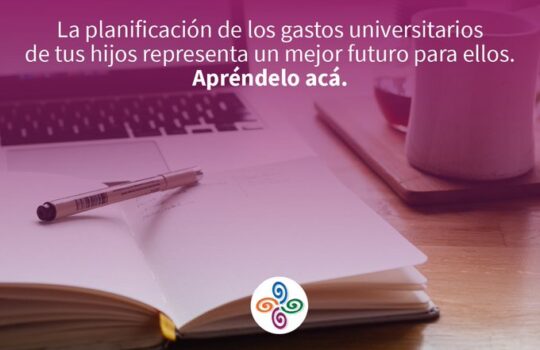 La planificación de los gastos universitarios
de tus hijos representa un mejor futuro para ellos.
Apréndelo acá.